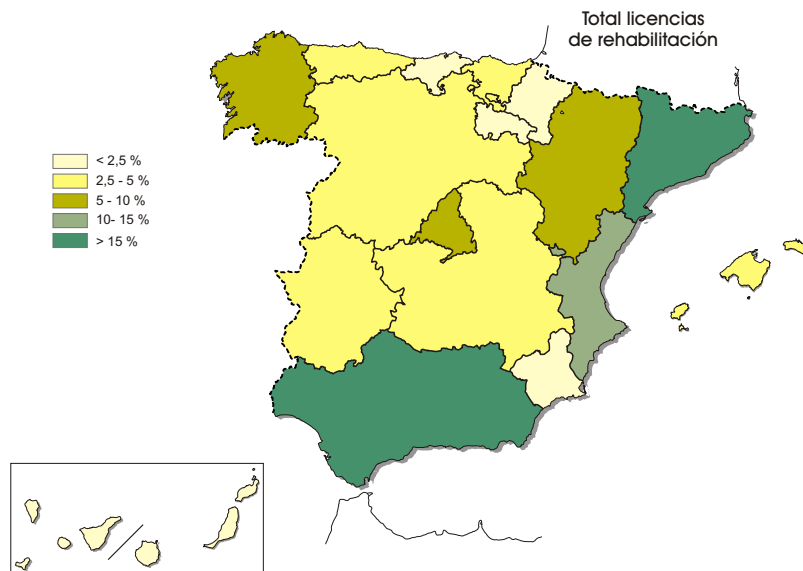 Total licencias
de rehabilitación
< 2,5 %
2,5 - 5 %
5 - 10 %
10- 15 %
> 15 %